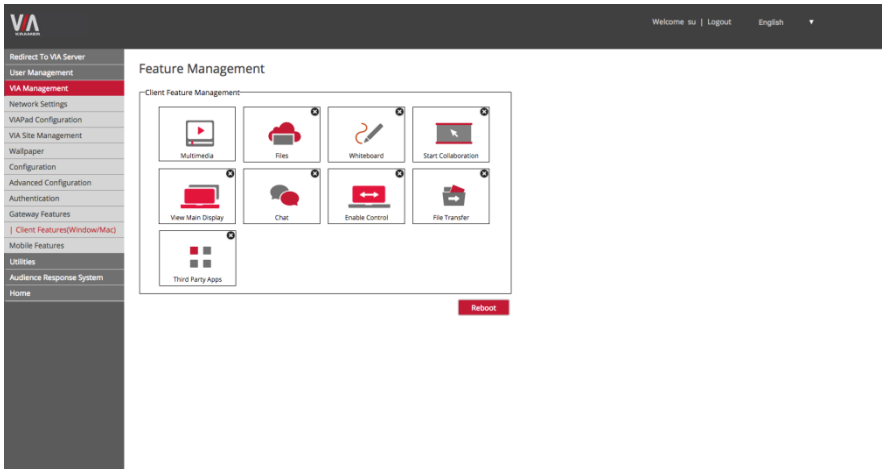 VIA
KRAMER
Welcome su | Logout
English
Redirect To VIA Server
User Management
VIA Management
Network Settings
VIAPad Configuration
VIA Site Management
Wallpaper
Configuration
Advanced Configuration
Authentication
Gateway Features
| Client Features(Window/Mac)
Mobile Features
Utilities
Audience Response System
Home
Feature Management
Client Feature Management
Multimedia
Files
Whiteboard
Start Collaboration
View Main Display
Chat
Enable Control
File Transfer
Third Party Apps
Reboot